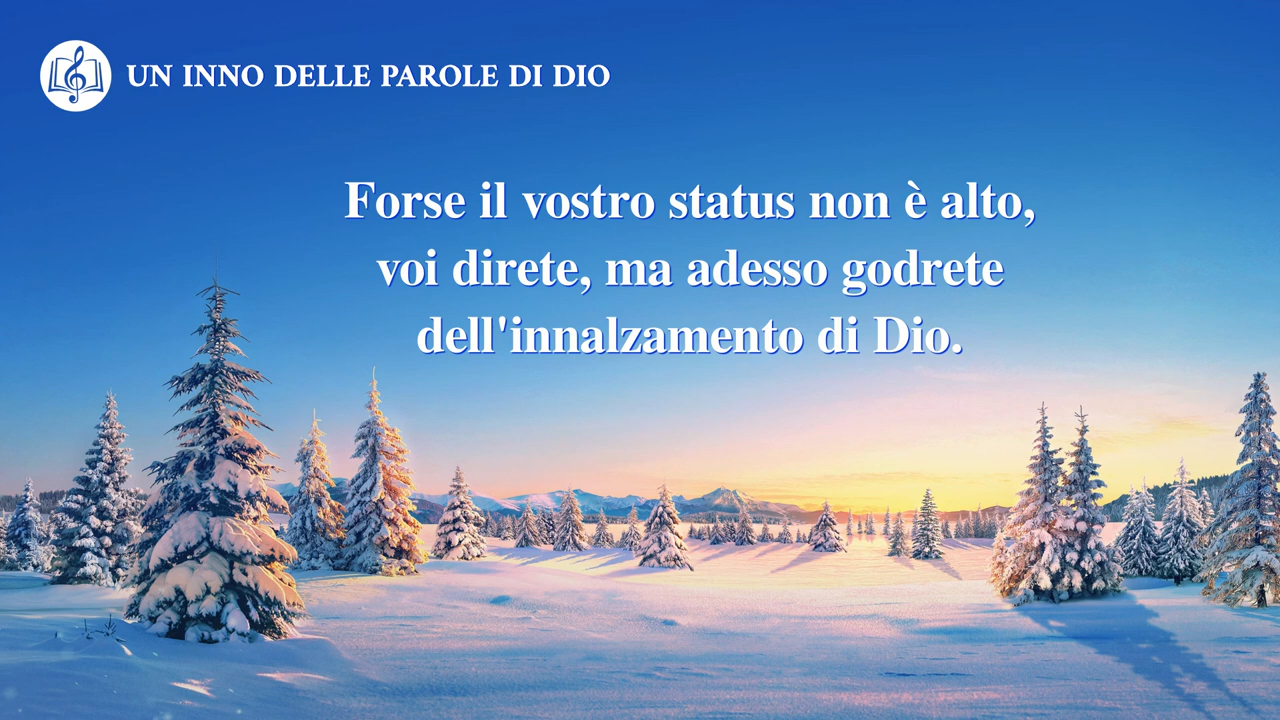 UN INNO DELLE PAROLE DI DIO
Forse il vostro status non è alto,
voi direte, ma adesso godrete
dell'innalzamento di Dio.